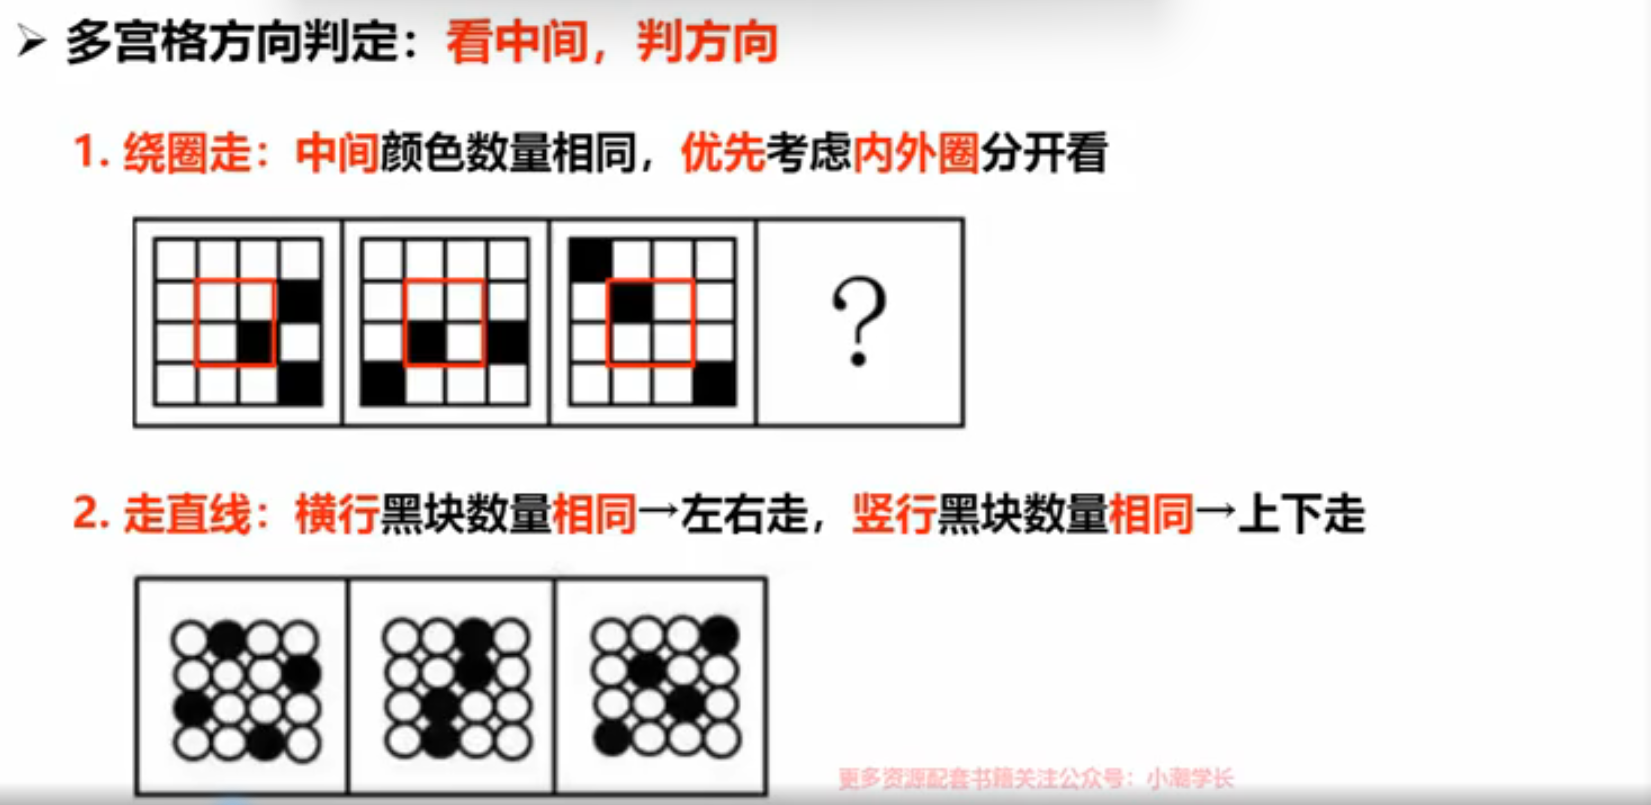 ➢ 多宫格方向判定：看中间，判方向
1. 绕圈走：中间颜色数量相同，优先考虑内外圈分开看
?
2. 走直线：横行黑块数量相同→左右走，竖行黑块数量相同→上下走
更多资源配套书籍关注公众号：小潮学长